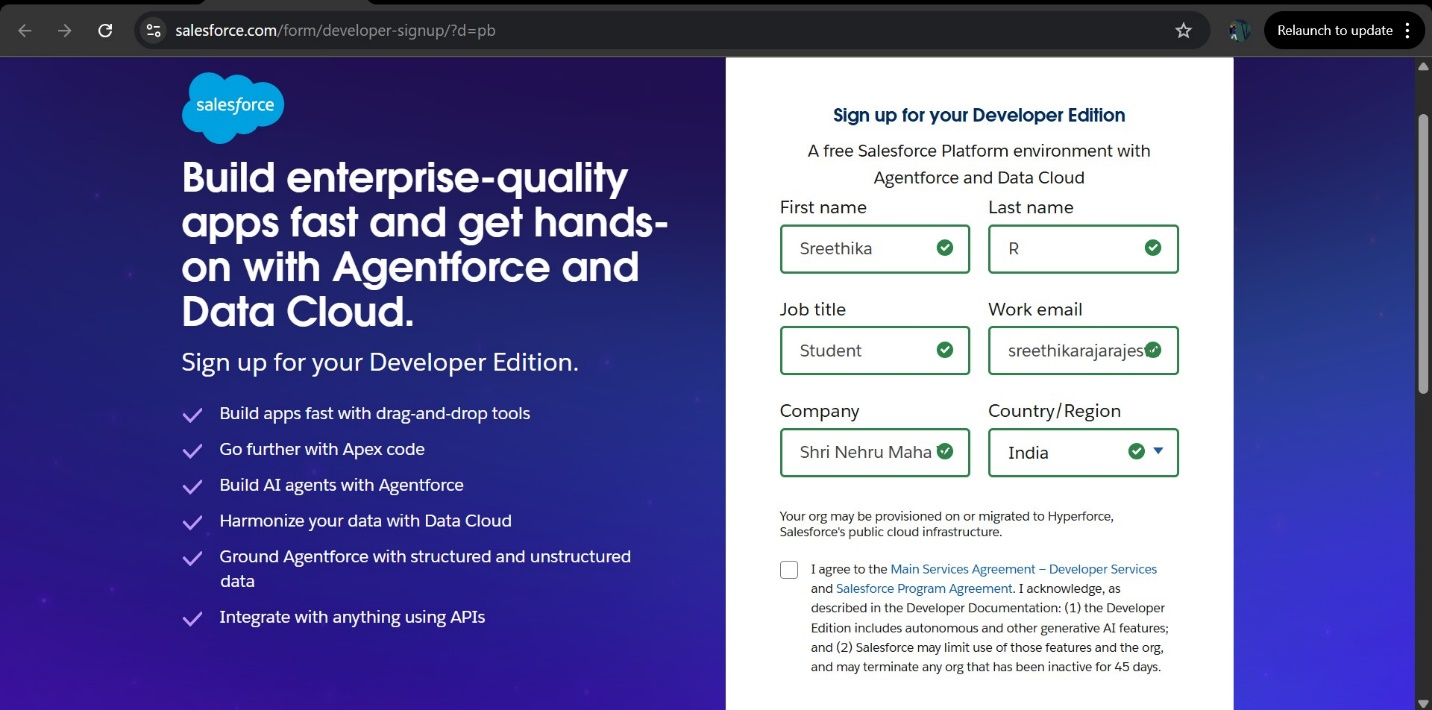 salesforce.com/form/developer-signup/?d=pb
Relaunch to update
salesforce
Build enterprise-quality
apps fast and get hands-
on with Agentforce and
Data Cloud.
Sign up for your Developer Edition.
Build apps fast with drag-and-drop tools
Go further with Apex code
Build AI agents with Agentforce
Harmonize your data with Data Cloud
Ground Agentforce with structured and unstructured
data
Integrate with anything using APIs
Sign up for your Developer Edition
A free Salesforce Platform environment with
Agentforce and Data Cloud
First name Last name
Sreethika R
Job title Work email
Student sreethikarajarajes
Company Country/Region
Shri Nehru Maha India
Your org may be provisioned on or migrated to Hyperforce,
Salesforce's public cloud infrastructure.
I agree to the Main Services Agreement – Developer Services
and Salesforce Program Agreement. I acknowledge, as
described in the Developer Documentation: (1) the Developer
Edition includes autonomous and other generative AI features;
and (2) Salesforce may limit use of those features and the org,
and may terminate any org that has been inactive for 45 days.